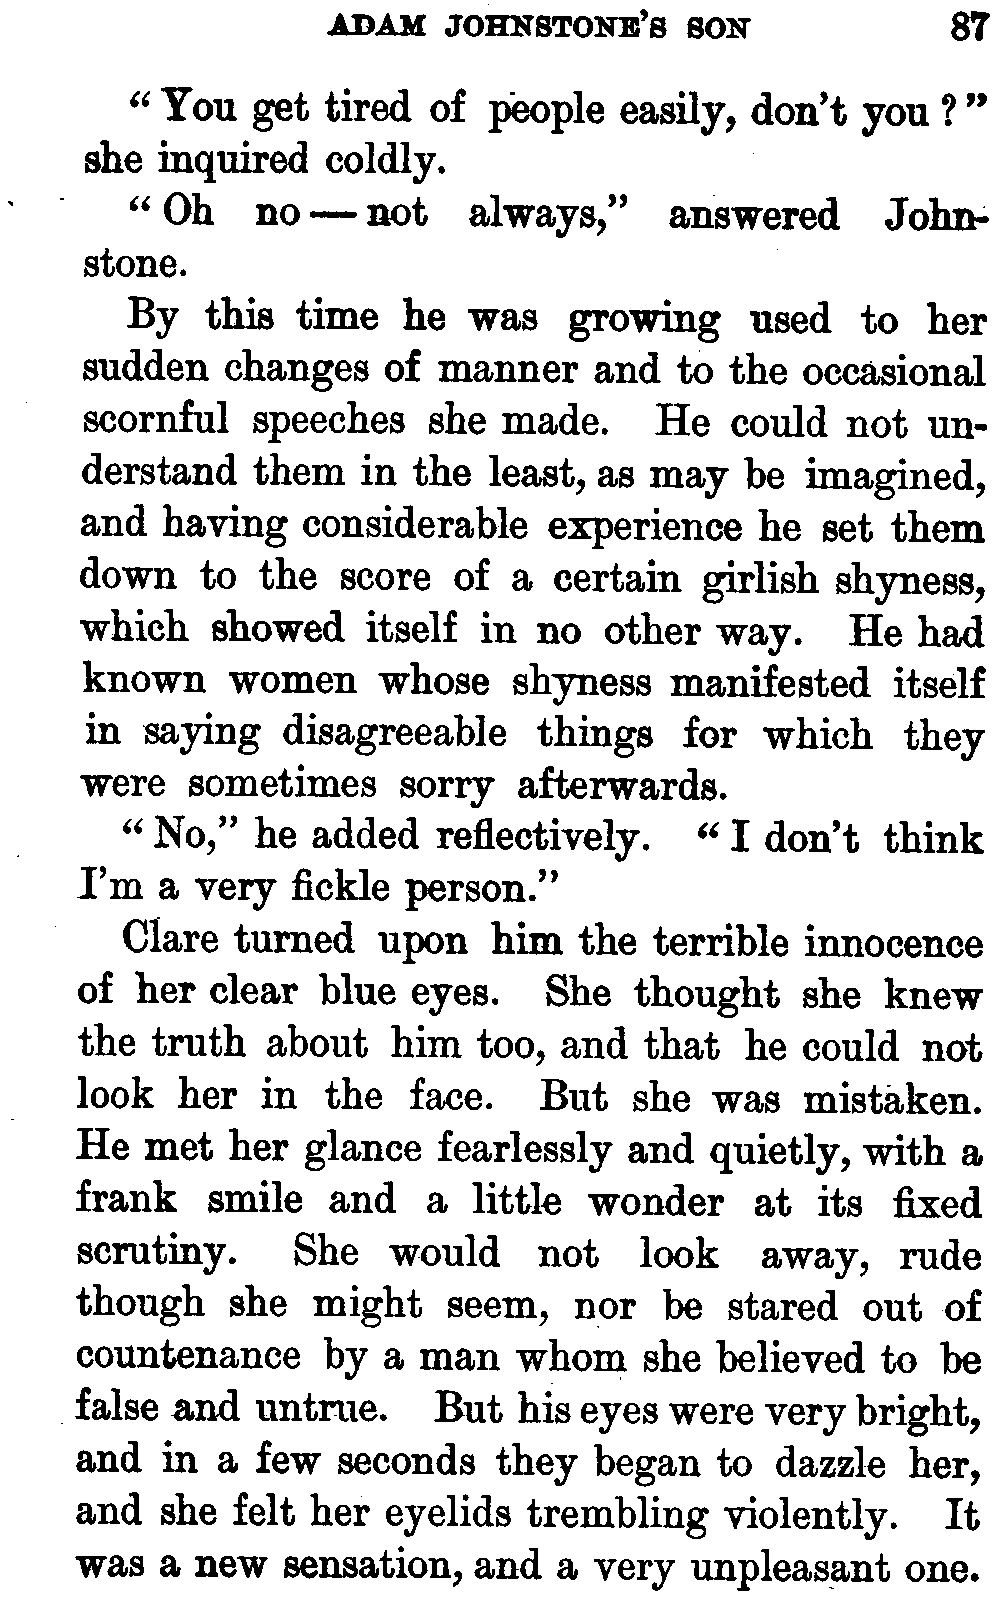 ADAM JOHNSTONE'S SON 87
"You get tired of people easily, don't you?"
she inquired coldly.
"Oh no — not always," answered John-
stone.
By this time he was growing used to her
sudden changes of manner and to the occasional
scornful speeches she made. He could not un-
derstand them in the least, as may be imagined,
and having considerable experience he set them
down to the score of a certain girlish shyness,
which showed itself in no other way. He had
known women whose shyness manifested itself
in saying disagreeable things for which they
were sometimes sorry afterwards.
"No," he added reflectively. "I don't think
I'm a very fickle person."
Clare turned upon him the terrible innocence
of her clear blue eyes. She thought she knew
the truth about him too, and that he could not
look her in the face. But she was mistaken.
He met her glance fearlessly and quietly, with a
frank smile and a little wonder at its fixed
scrutiny. She would not look away, rude
though she might seem, nor be stared out of
countenance by a man whom she believed to be
false and untrue. But his eyes were very bright,
and in a few seconds they began to dazzle her,
and she felt her eyelids trembling violently. It
was a new sensation, and a very unpleasant one.